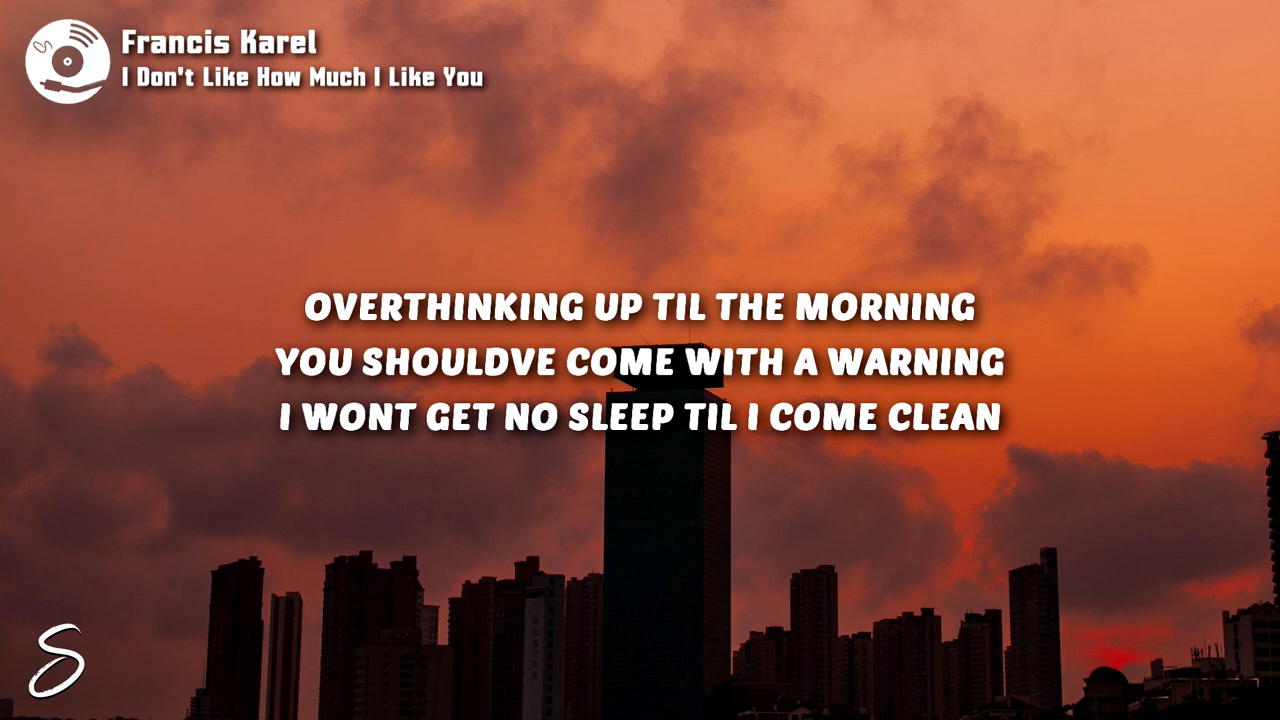 Francis Karel
I Don't Like How Much I Like You
OVERTHINKING UP TIL THE MORNING
YOU SHOULDVE COME WITH A WARNING
I WONT GET NO SLEEP TIL I COME CLEAN
S